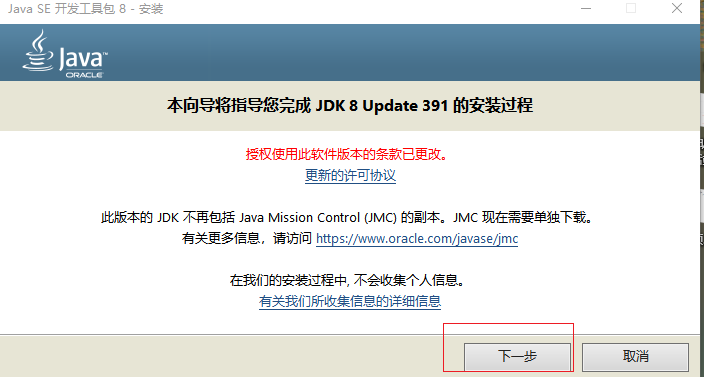 Java SE 开发工具包 8 - 安装
Java™
ORACLE
本向导将指导您完成 JDK 8 Update 391 的安装过程
授权使用此软件版本的条款已更改。
更新的许可协议
此版本的 JDK 不再包括 Java Mission Control (JMC) 的副本。JMC 现在需要单独下载。
有关更多信息，请访问 https://www.oracle.com/javase/jmc
在我们的安装过程中, 不会收集个人信息。
有关我们所收集信息的详细信息
下一步
取消